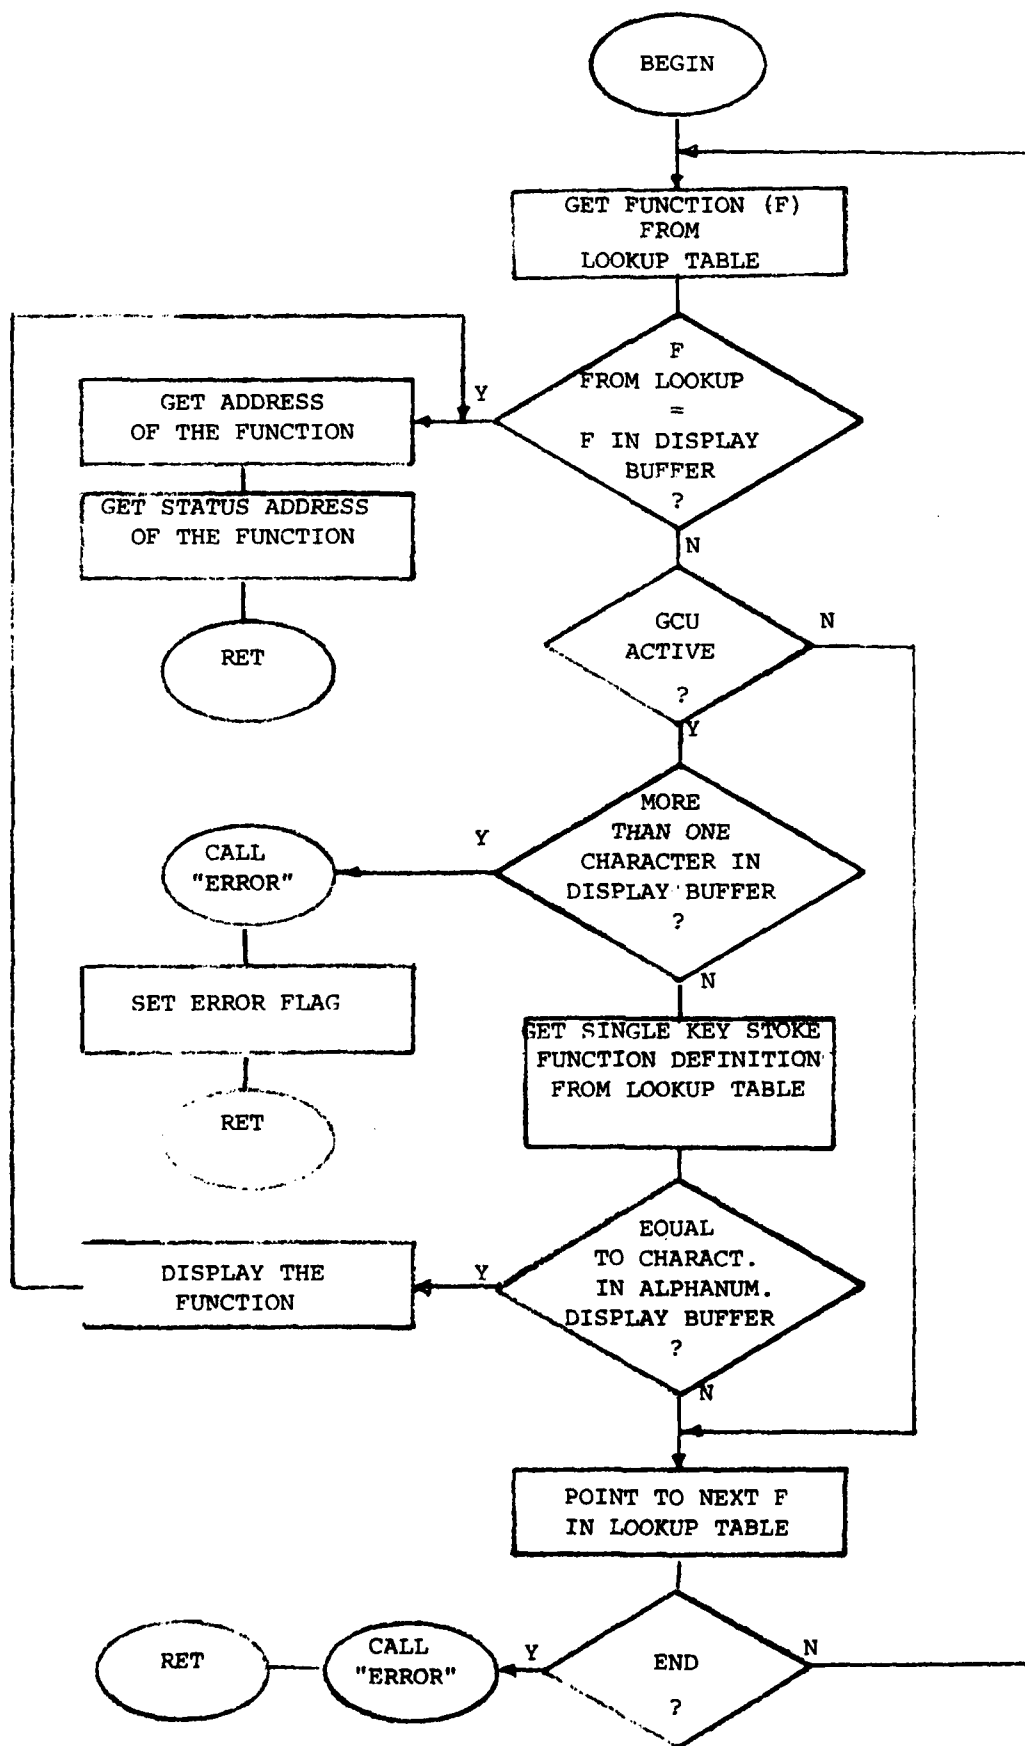 BEGIN
GET FUNCTION (F)
FROM
LOOKUP TABLE
F
FROM LOOKUP
=
F IN DISPLAY
BUFFER
?
Y
GET ADDRESS
OF THE FUNCTION
GET STATUS ADDRESS
OF THE FUNCTION
RET
N
GCU
ACTIVE
?
N
Y
MORE
THAN ONE
CHARACTER IN
DISPLAY BUFFER
?
Y
CALL
"ERROR"
SET ERROR FLAG
RET
N
GET SINGLE KEY STOKE
FUNCTION DEFINITION
FROM LOOKUP TABLE
EQUAL
TO CHARACT.
IN ALPHANUM.
DISPLAY BUFFER
?
Y
DISPLAY THE
FUNCTION
N
POINT TO NEXT F
IN LOOKUP TABLE
END
?
N
Y
CALL
"ERROR"
RET